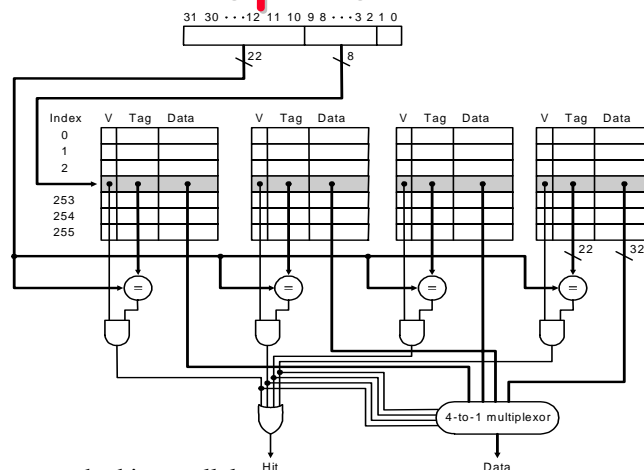 31 30 ···12 11 10 9 8 ···3 2 1 0
22 8
Index V Tag Data V Tag Data V Tag Data V Tag Data
0
1
2
253
254
255
22 32
= = = =
4-to-1 multiplexor
Hit Data